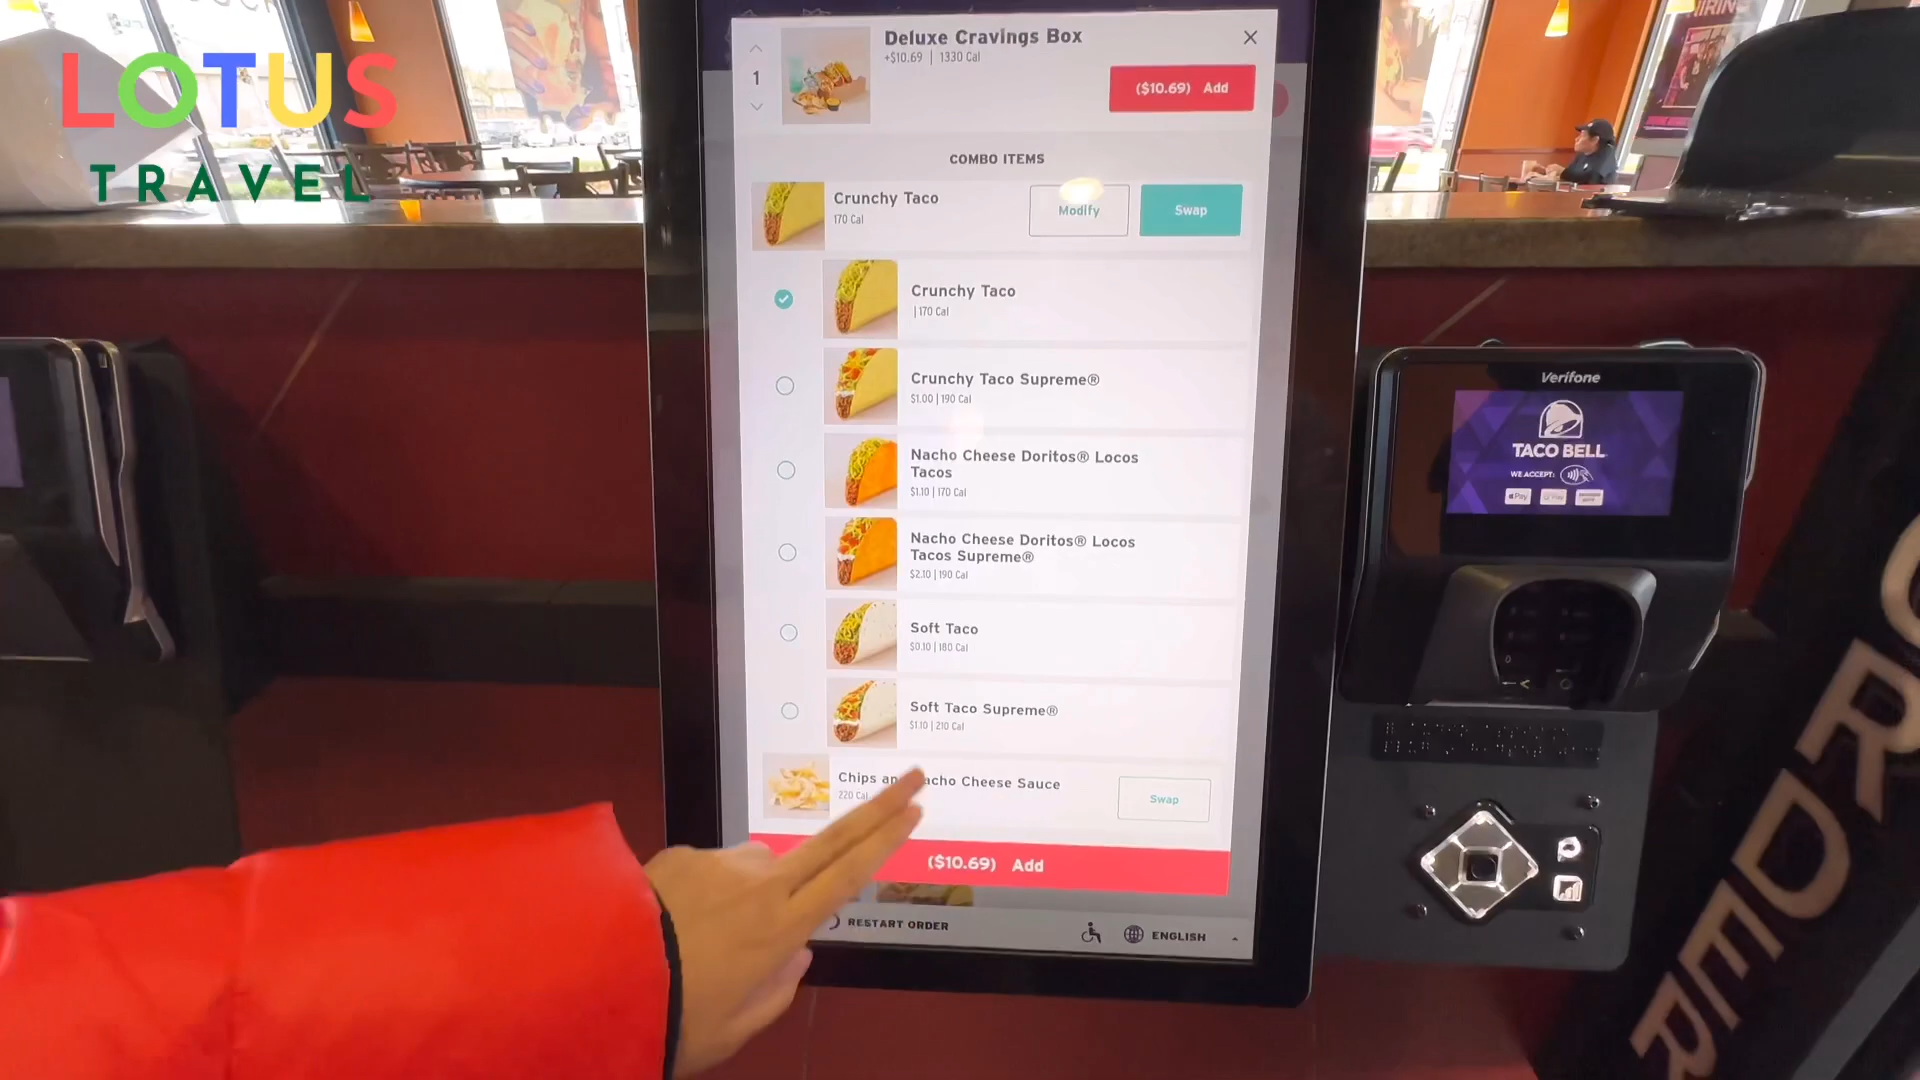 LOTUS
TRAVEL
Deluxe Cravings Box
+$10.69 | 1330 Cal
1
($10.69) Add
COMBO ITEMS
Crunchy Taco
170 Cal
Modify
Swap
Crunchy Taco
| 170 Cal
Crunchy Taco Supreme®
$1.00 | 190 Cal
Nacho Cheese Doritos® Locos
Tacos
$1.10 | 170 Cal
Nacho Cheese Doritos® Locos
Tacos Supreme®
$2.10 | 190 Cal
Soft Taco
$0.10 | 180 Cal
Soft Taco Supreme®
$1.10 | 210 Cal
Chips Cheese Sauce
220 Cal
Swap
($10.69) Add
RESTART ORDER
ENGLISH
Verifone
TACO BELL
WE ACCEPT:
Pay
ORDER